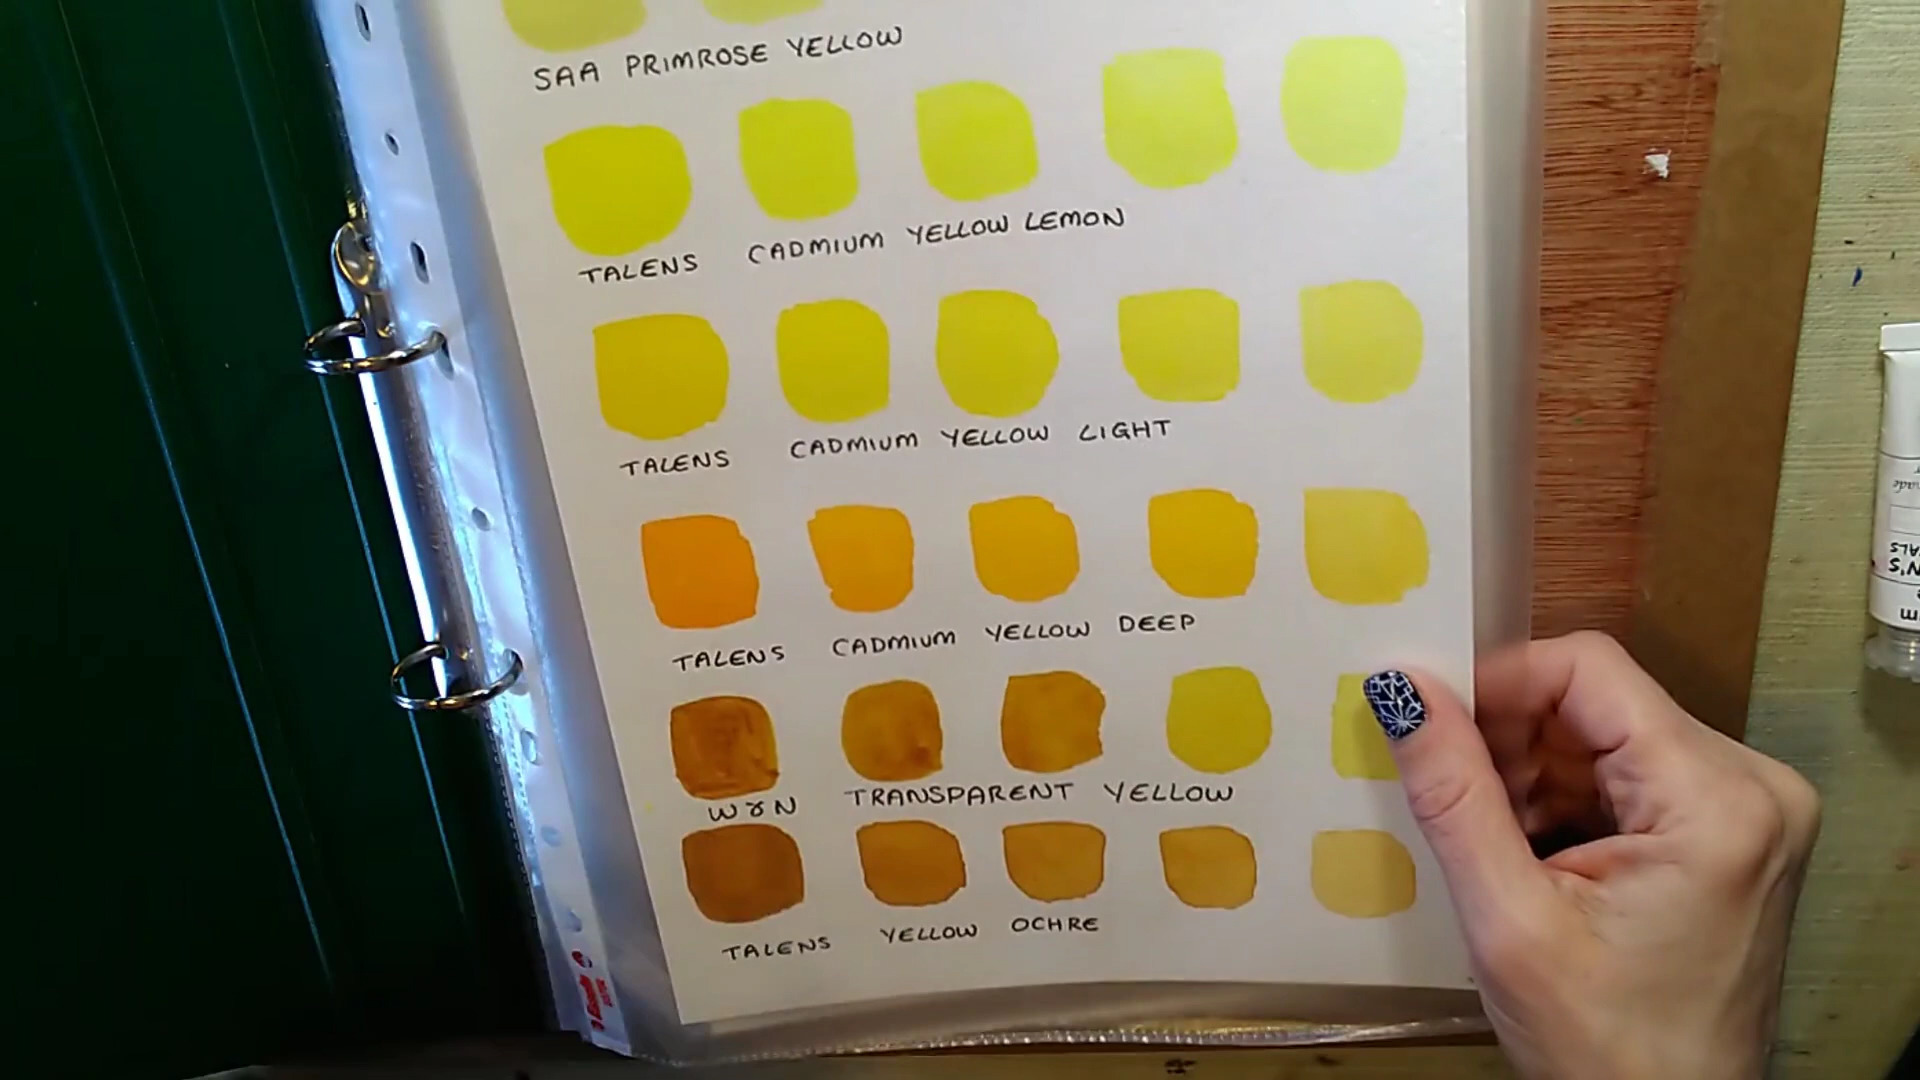 SAA PRIMROSE YELLOW
TALENS CADMIUM YELLOW LEMON
TALENS CADMIUM YELLOW LIGHT
TALENS CADMIUM YELLOW DEEP
W&N TRANSPARENT YELLOW
TALENS YELLOW OCHRE